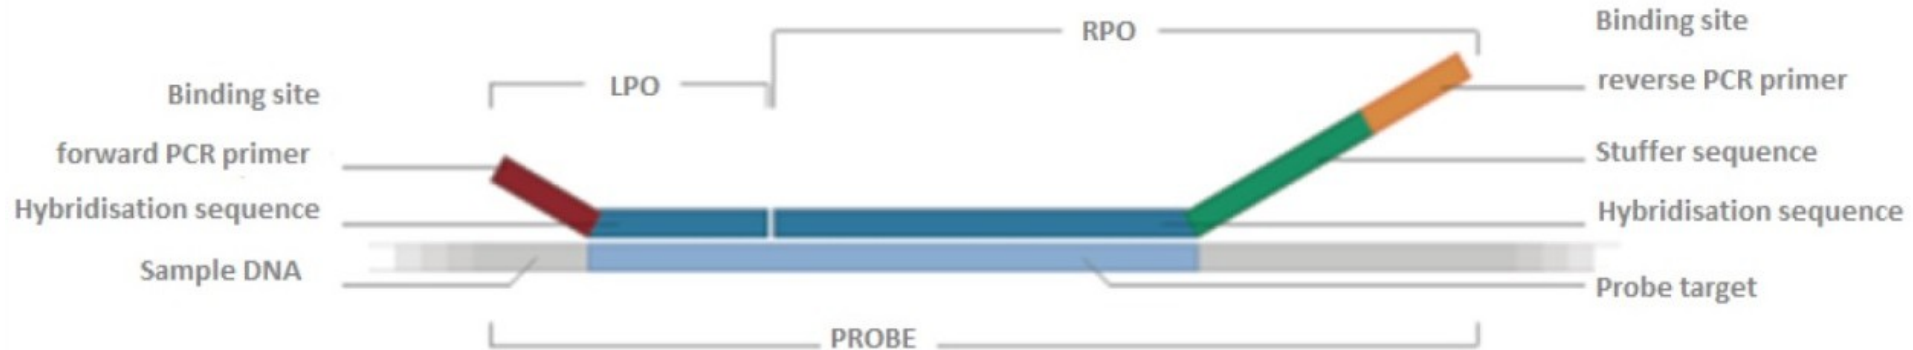 Binding site
RPO
LPO
Binding site
reverse PCR primer
forward PCR primer
Stuffer sequence
Hybridisation sequence
Hybridisation sequence
Sample DNA
Probe target
PROBE